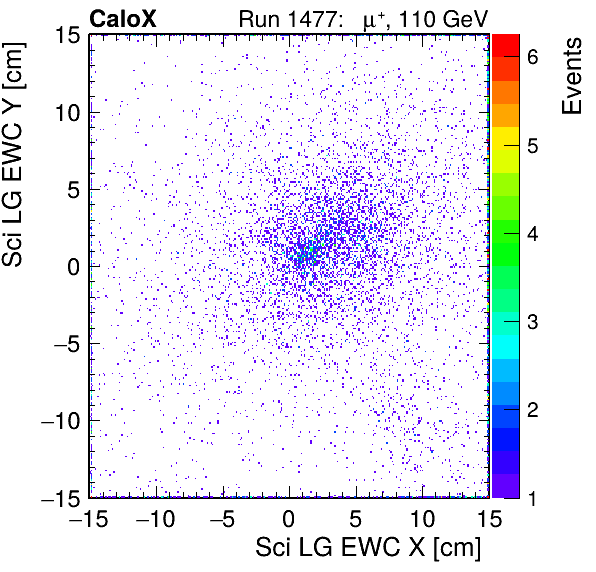 CaloX Run 1477: μ⁺, 110 GeV
Sci LG EWC Y [cm]
15
10
5
0
−5
−10
−15
−15 −10 −5 0 5 10 15
Sci LG EWC X [cm]
Events
6
5
4
3
2
1